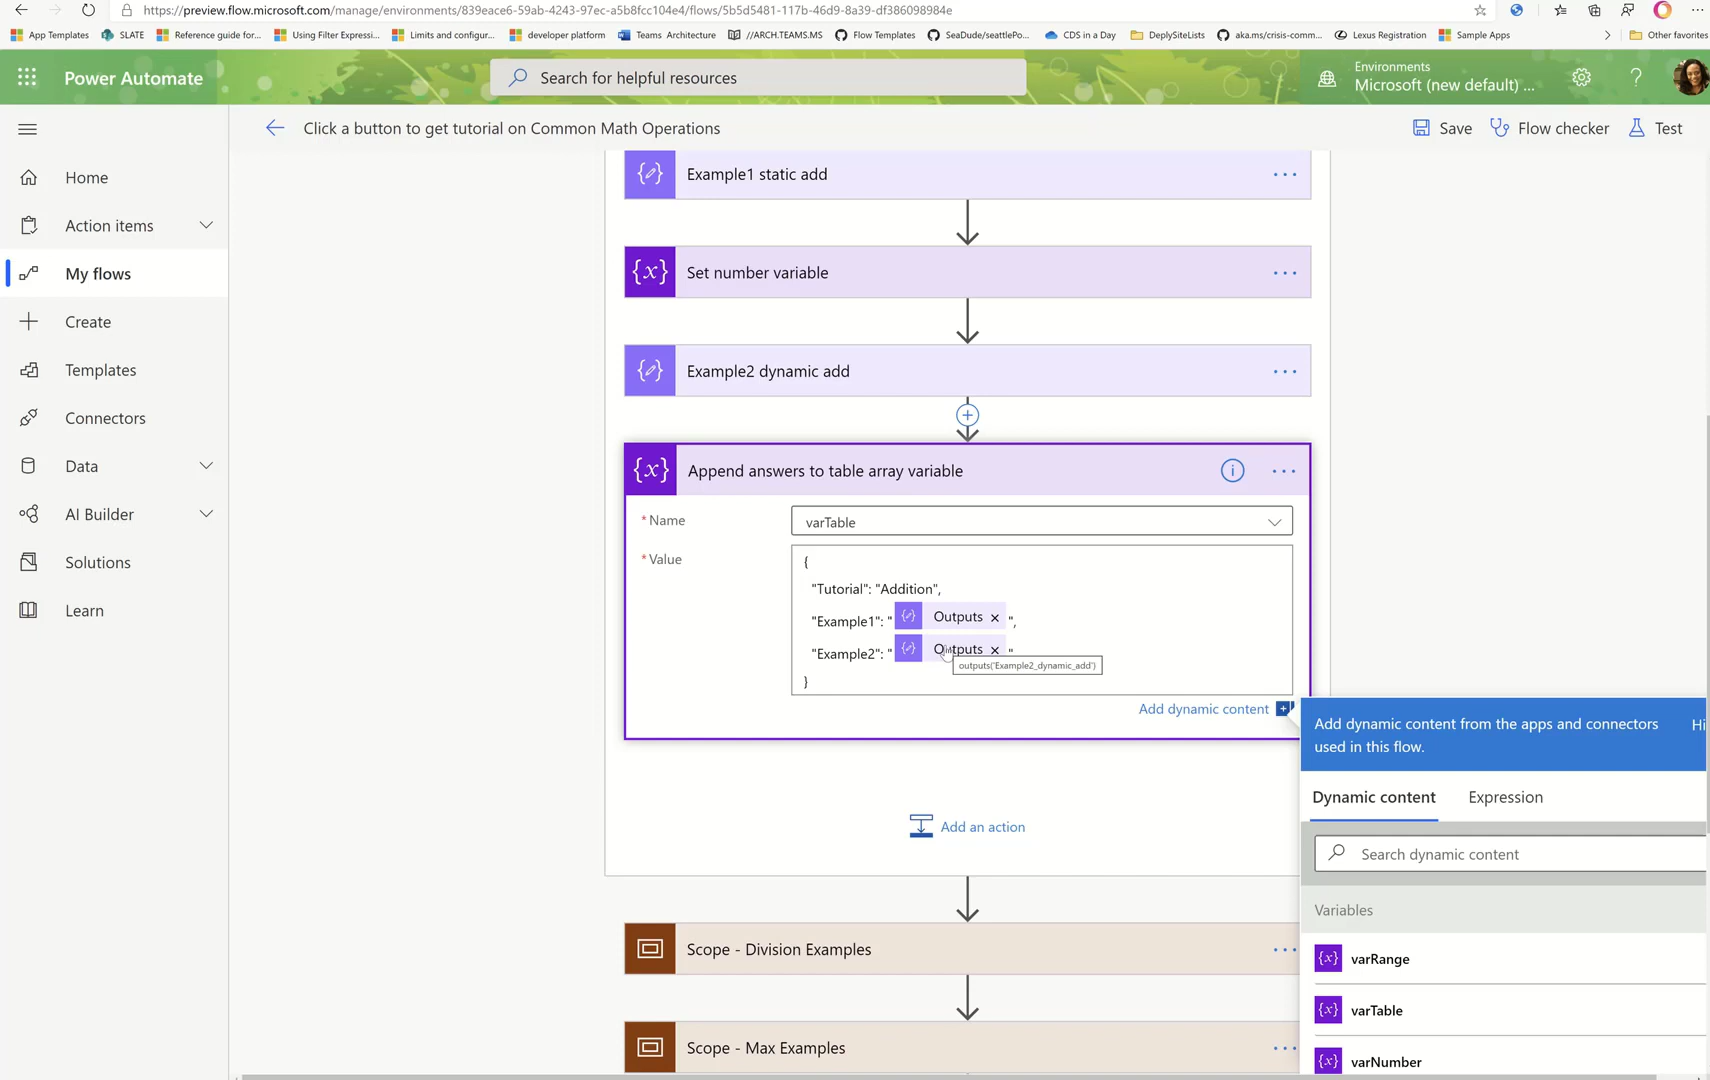 https://preview.flow.microsoft.com/manage/environments/839eace6-59ab-4243-97ec-a5b8fcc104e4/flows/5b5d5481-117b-46d9-8a39-df386098984e
App Templates SLATE Reference guide for... Using Filter Expressi... Limits and configur... developer platform Teams Architecture //ARCH.TEAMS.MS Flow Templates SeaDude/seattlePo... CDS in a Day DeplySiteLists aka.ms/crisis-comm... Lexus Registration Sample Apps Other favorites
Power Automate
Search for helpful resources
Environments
Microsoft (new default) ...
Click a button to get tutorial on Common Math Operations
Save Flow checker Test
Home
Action items
My flows
Create
Templates
Connectors
Data
AI Builder
Solutions
Learn
Example1 static add
Set number variable
Example2 dynamic add
Append answers to table array variable
* Name
varTable
* Value
{
"Tutorial": "Addition",
"Example1": " Outputs × ",
"Example2": " Outputs × "
outputs('Example2_dynamic_add')
}
Add dynamic content
Add an action
Scope - Division Examples
Scope - Max Examples
Add dynamic content from the apps and connectors used in this flow.
Hi
Dynamic content Expression
Search dynamic content
Variables
{x} varRange
{x} varTable
{x} varNumber